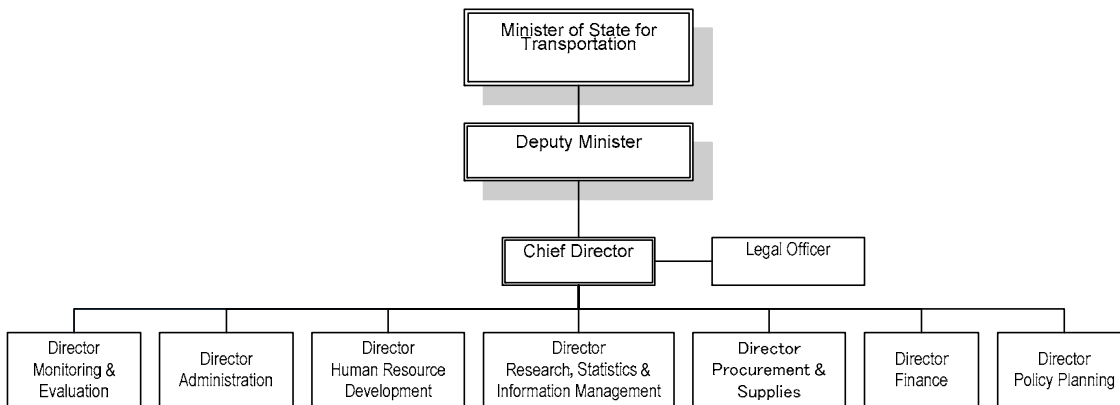 Minister of State for
Transportation
Deputy Minister
Chief Director
Legal Officer
Director
Monitoring &
Evaluation
Director
Administration
Director
Human Resource
Development
Director
Research, Statistics &
Information Management
Director
Procurement &
Supplies
Director
Finance
Director
Policy Planning